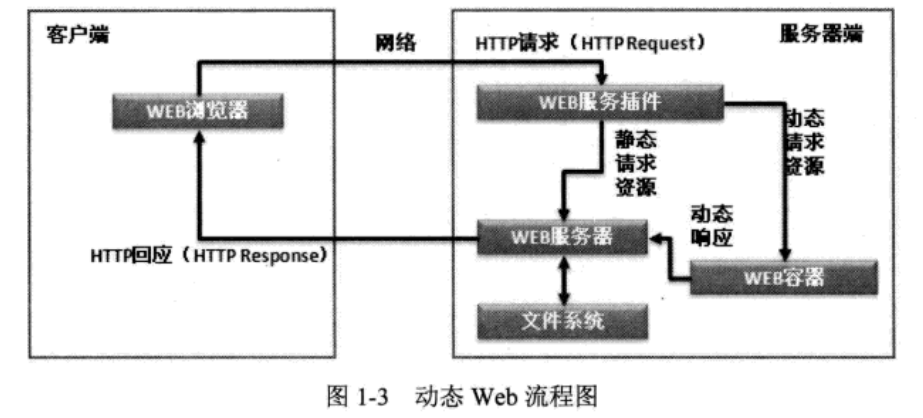 客户端
网络
HTTP请求（HTTP Request）
服务器端
WEB浏览器
WEB服务插件
静态
请求
资源
动态
请求
资源
WEB服务器
动态
响应
HTTP回应（HTTP Response）
WEB容器
文件系统
图 1-3 动态 Web 流程图